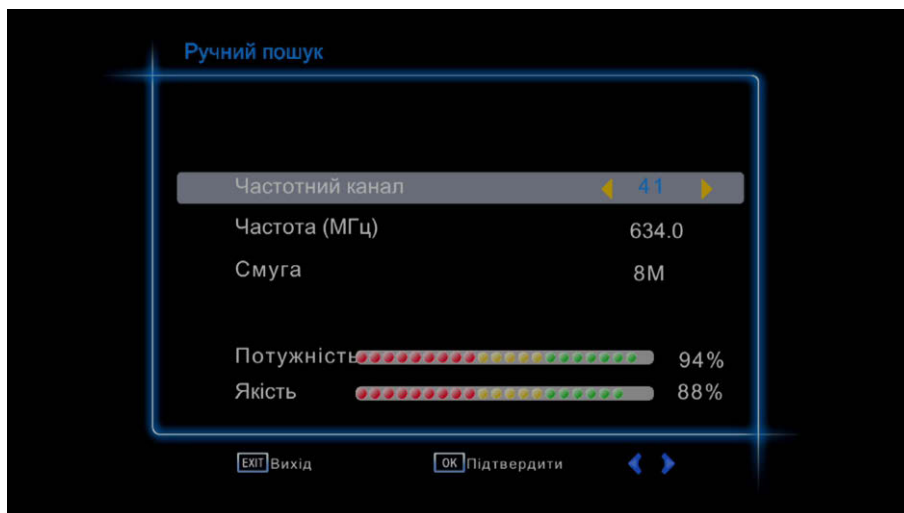 Ручний пошук
Частотний канал 41
Частота (МГц) 634.0
Смуга 8M
Потужність 94%
Якість 88%
EXIT Вихід OK Підтвердити